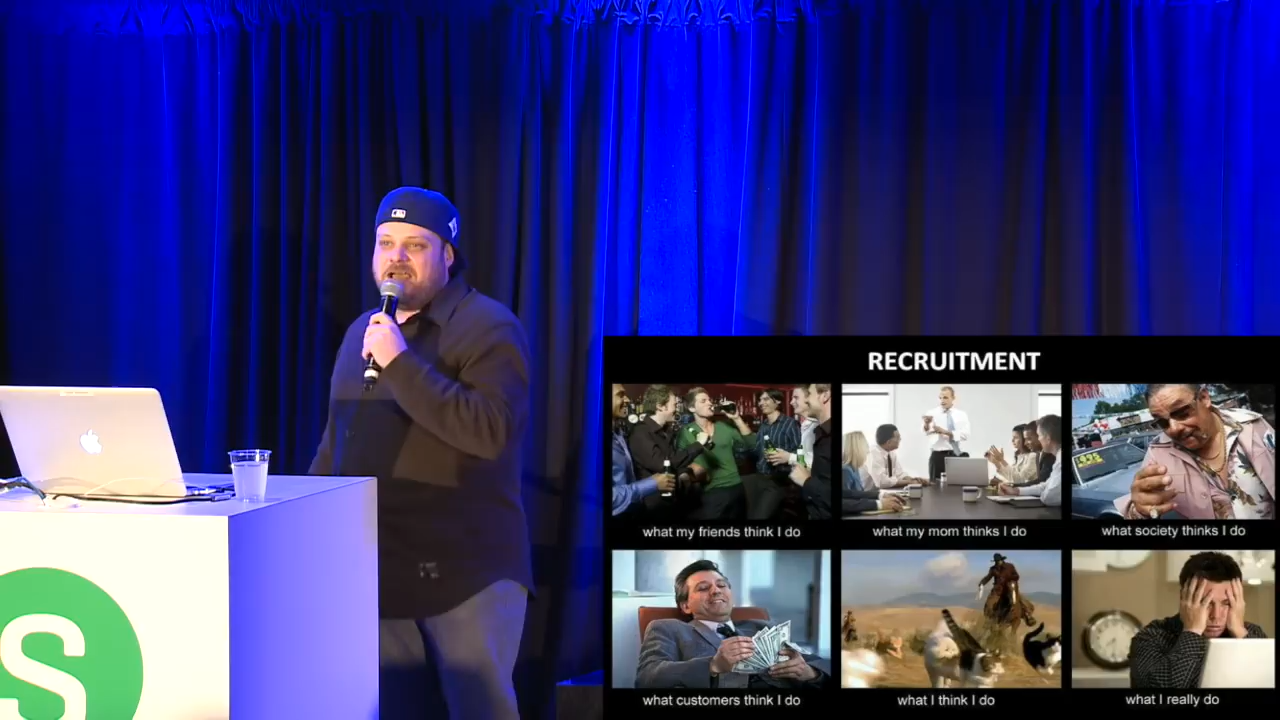 RECRUITMENT
what my friends think I do
what my mom thinks I do
what society thinks I do
what customers think I do
what I think I do
what I really do
S